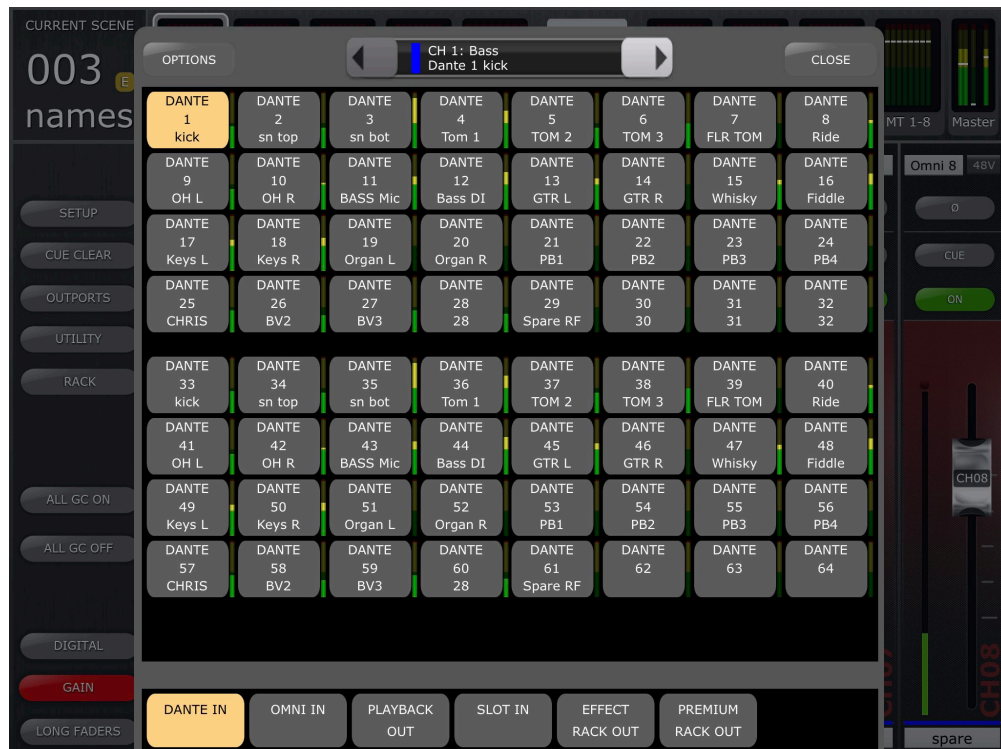 CURRENT SCENE
003 E
names
OPTIONS
CH 1: Bass
Dante 1 kick
CLOSE
MT 1-8
Master
DANTE 1 kick
DANTE 2 sn top
DANTE 3 sn bot
DANTE 4 Tom 1
DANTE 5 TOM 2
DANTE 6 TOM 3
DANTE 7 FLR TOM
DANTE 8 Ride
DANTE 9 OH L
DANTE 10 OH R
DANTE 11 BASS Mic
DANTE 12 Bass DI
DANTE 13 GTR L
DANTE 14 GTR R
DANTE 15 Whisky
DANTE 16 Fiddle
DANTE 17 Keys L
DANTE 18 Keys R
DANTE 19 Organ L
DANTE 20 Organ R
DANTE 21 PB1
DANTE 22 PB2
DANTE 23 PB3
DANTE 24 PB4
DANTE 25 CHRIS
DANTE 26 BV2
DANTE 27 BV3
DANTE 28 28
DANTE 29 Spare RF
DANTE 30 30
DANTE 31 31
DANTE 32 32
DANTE 33 kick
DANTE 34 sn top
DANTE 35 sn bot
DANTE 36 Tom 1
DANTE 37 TOM 2
DANTE 38 TOM 3
DANTE 39 FLR TOM
DANTE 40 Ride
DANTE 41 OH L
DANTE 42 OH R
DANTE 43 BASS Mic
DANTE 44 Bass DI
DANTE 45 GTR L
DANTE 46 GTR R
DANTE 47 Whisky
DANTE 48 Fiddle
DANTE 49 Keys L
DANTE 50 Keys R
DANTE 51 Organ L
DANTE 52 Organ R
DANTE 53 PB1
DANTE 54 PB2
DANTE 55 PB3
DANTE 56 PB4
DANTE 57 CHRIS
DANTE 58 BV2
DANTE 59 BV3
DANTE 60 28
DANTE 61 Spare RF
DANTE 62
DANTE 63
DANTE 64
DANTE IN
OMNI IN
PLAYBACK OUT
SLOT IN
EFFECT RACK OUT
PREMIUM RACK OUT
SETUP
CUE CLEAR
OUTPORTS
UTILITY
RACK
ALL GC ON
ALL GC OFF
DIGITAL
GAIN
LONG FADERS
Omni 8
48V
Ø
CUE
ON
CH08
CH07
CH08
spare